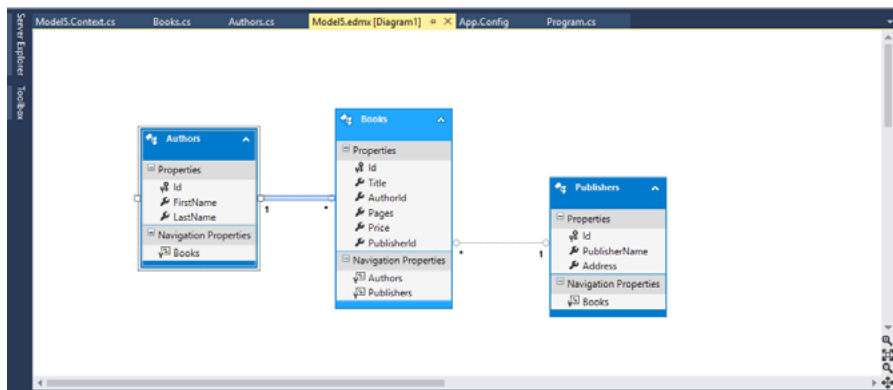 Model5.Context.cs Books.cs Authors.cs Model5.edmx [Diagram1] App.Config Program.cs
Server Explorer
Toolbox
Authors
Properties
Id
FirstName
LastName
Navigation Properties
Books
1
*
Books
Properties
Id
Title
AuthorId
Pages
Price
PublisherId
Navigation Properties
Authors
Publishers
*
1
Publishers
Properties
Id
PublisherName
Address
Navigation Properties
Books